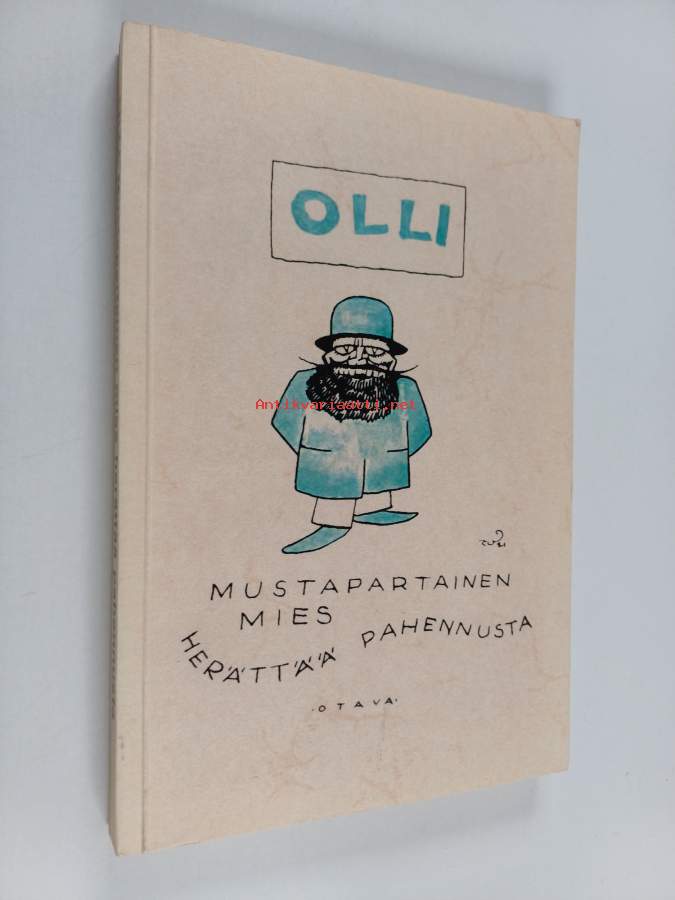 OLLI
Antikvariaatti.net
MUSTAPARTAINEN
MIES
HERÄTTÄÄ PAHENNUSTA
·OTAVA·